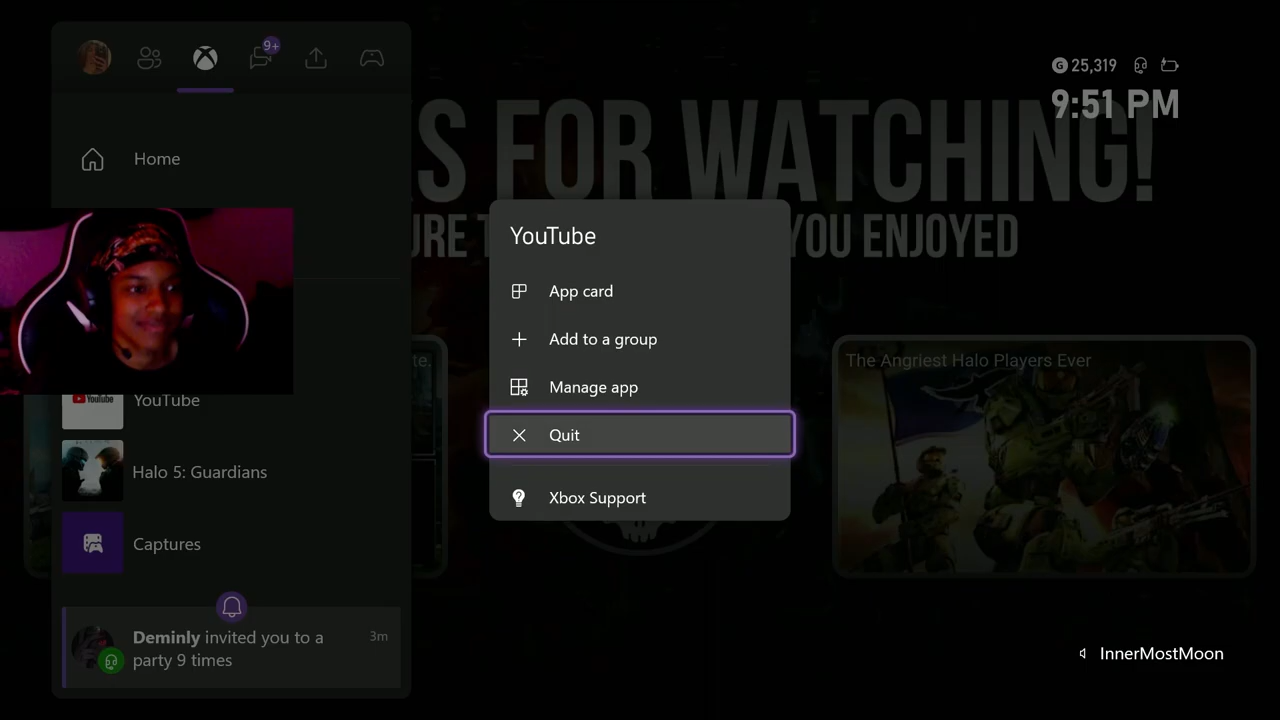 9+
G 25,319
9:51 PM
S FOR WATCHING!
URE T
YOU ENJOYED
Home
YouTube
App card
Add to a group
Manage app
Quit
Xbox Support
te.
The Angriest Halo Players Ever
YouTube
YouTube
Halo 5: Guardians
Captures
Deminly invited you to a
party 9 times
3m
InnerMostMoon